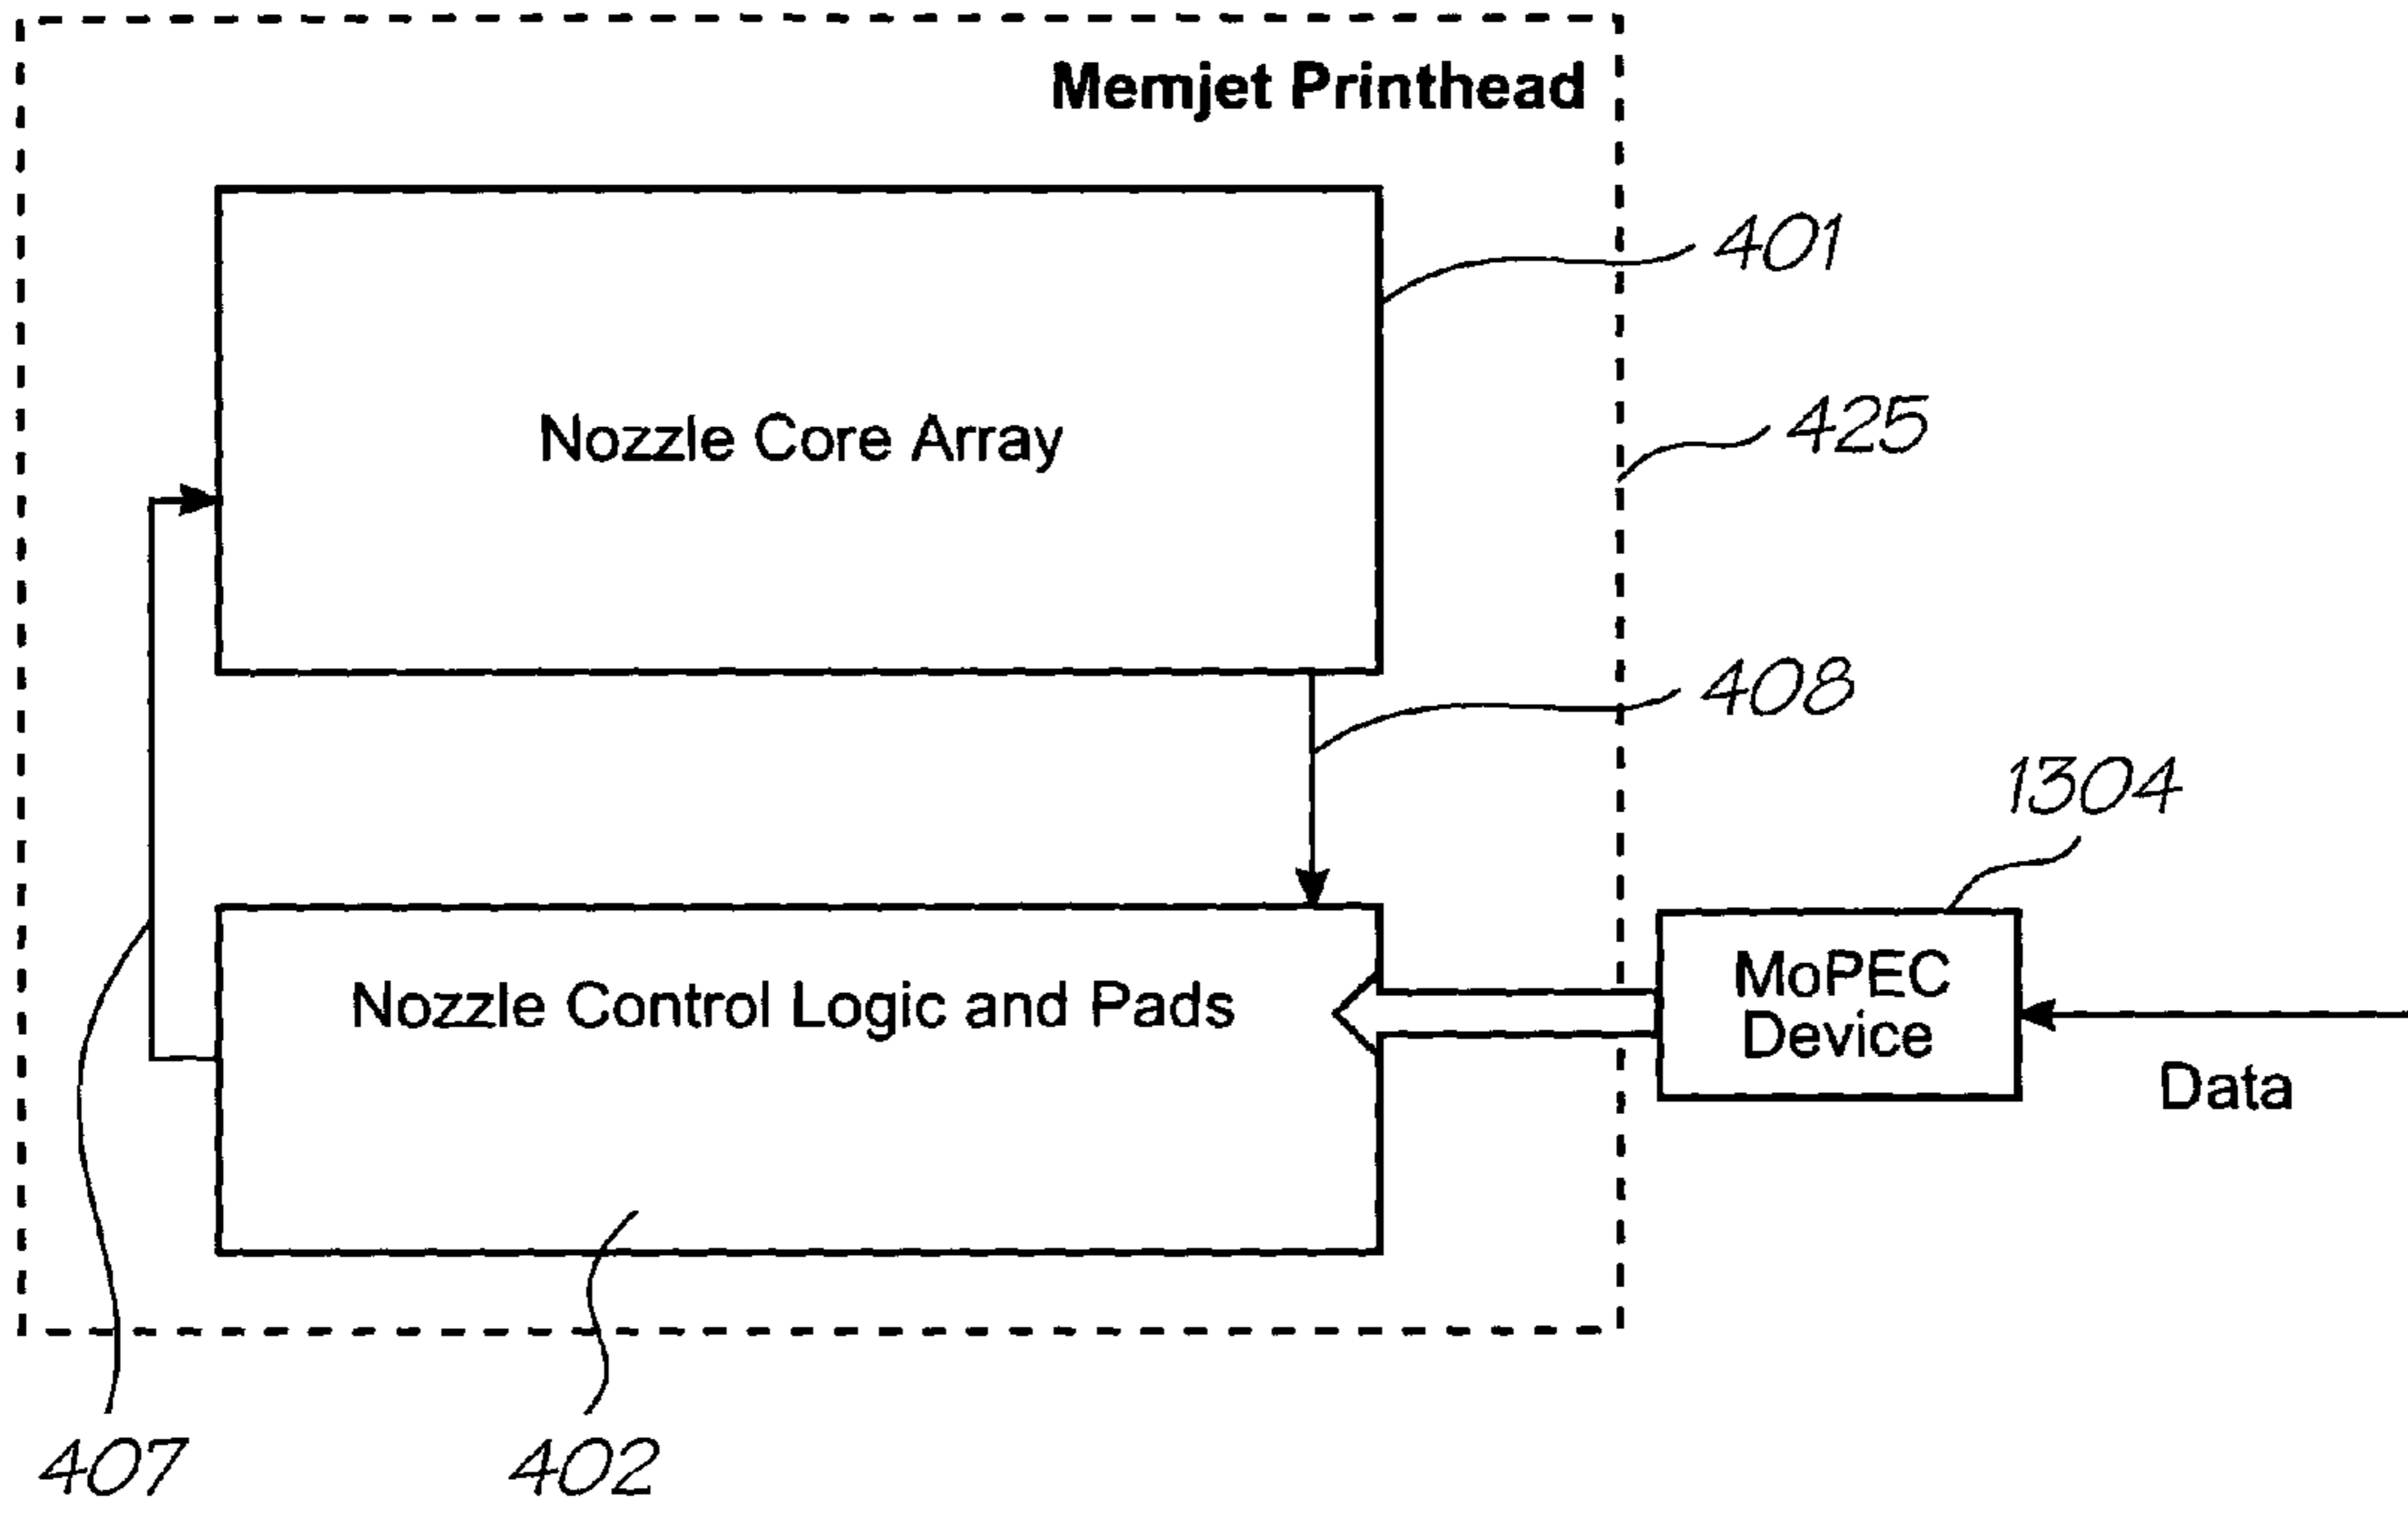 Memjet Printhead
401
Nozzle Core Array
425
408
1304
Nozzle Control Logic and Pads
MoPEC
Device
Data
407
402